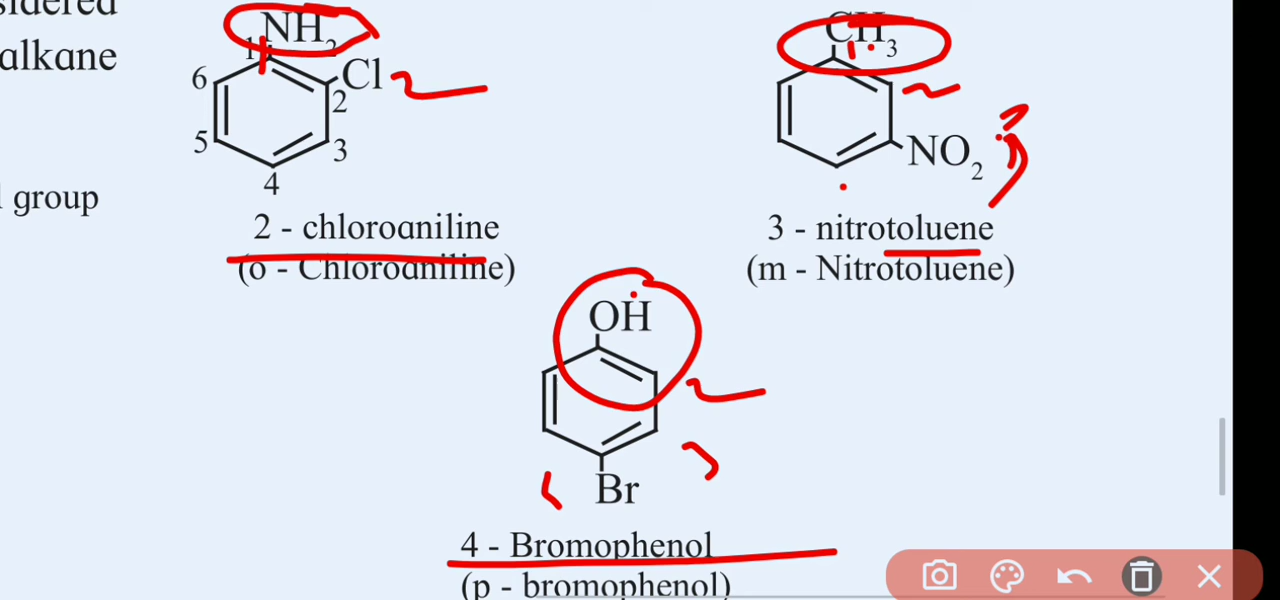 sidered
alkane
group
NH2
1
6
Cl
2
5
3
4
2 - chloroaniline
(o - Chloroaniline)
CH3
NO2
3 - nitrotoluene
(m - Nitrotoluene)
OH
Br
4 - Bromophenol
(p - bromophenol)